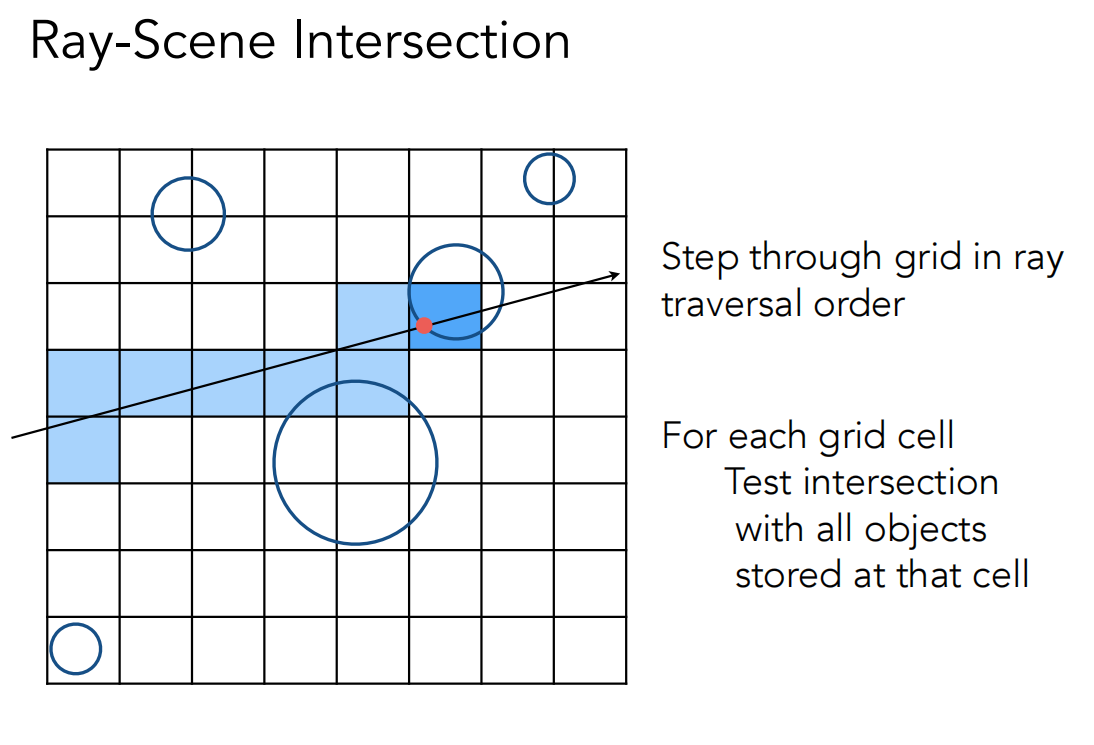 Ray-Scene Intersection
Step through grid in ray
traversal order
For each grid cell
Test intersection
with all objects
stored at that cell